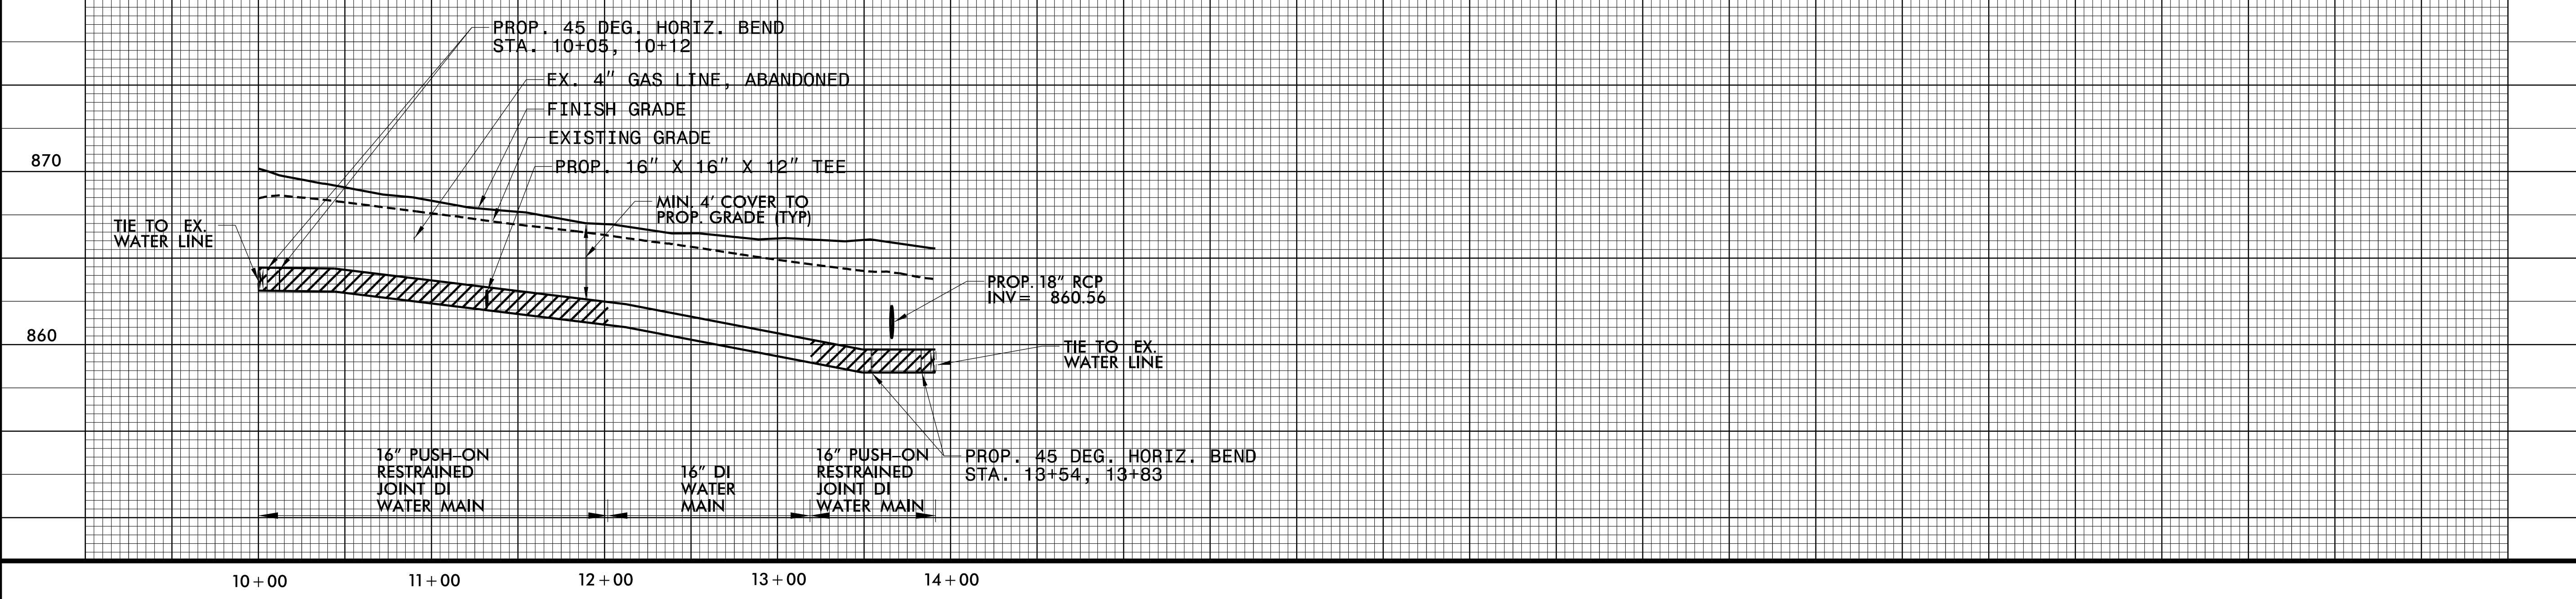 PROP. 45 DEG. HORIZ. BEND
STA. 10+05, 10+12
EX. 4" GAS LINE, ABANDONED
FINISH GRADE
EXISTING GRADE
PROP. 16" X 16" X 12" TEE
870
MIN. 4' COVER TO
PROP. GRADE (TYP)
TIE TO EX.
WATER LINE
PROP. 18" RCP
INV= 860.56
860
TIE TO EX.
WATER LINE
16" PUSH-ON
RESTRAINED
JOINT DI
WATER MAIN
16" DI
WATER
MAIN
16" PUSH-ON
RESTRAINED
JOINT DI
WATER MAIN
PROP. 45 DEG. HORIZ. BEND
STA. 13+54, 13+83
10+00 11+00 12+00 13+00 14+00